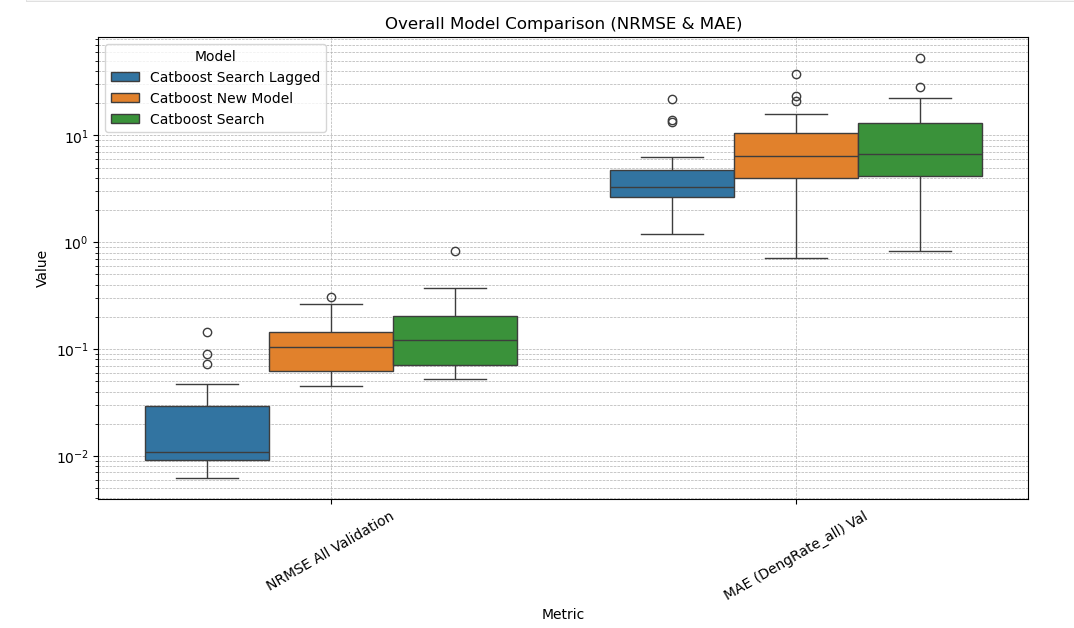 Overall Model Comparison (NRMSE & MAE)
Model
Catboost Search Lagged
Catboost New Model
Catboost Search
10¹
10⁰
10⁻¹
10⁻²
Value
NRMSE All Validation
MAE (DengRate_all) Val
Metric